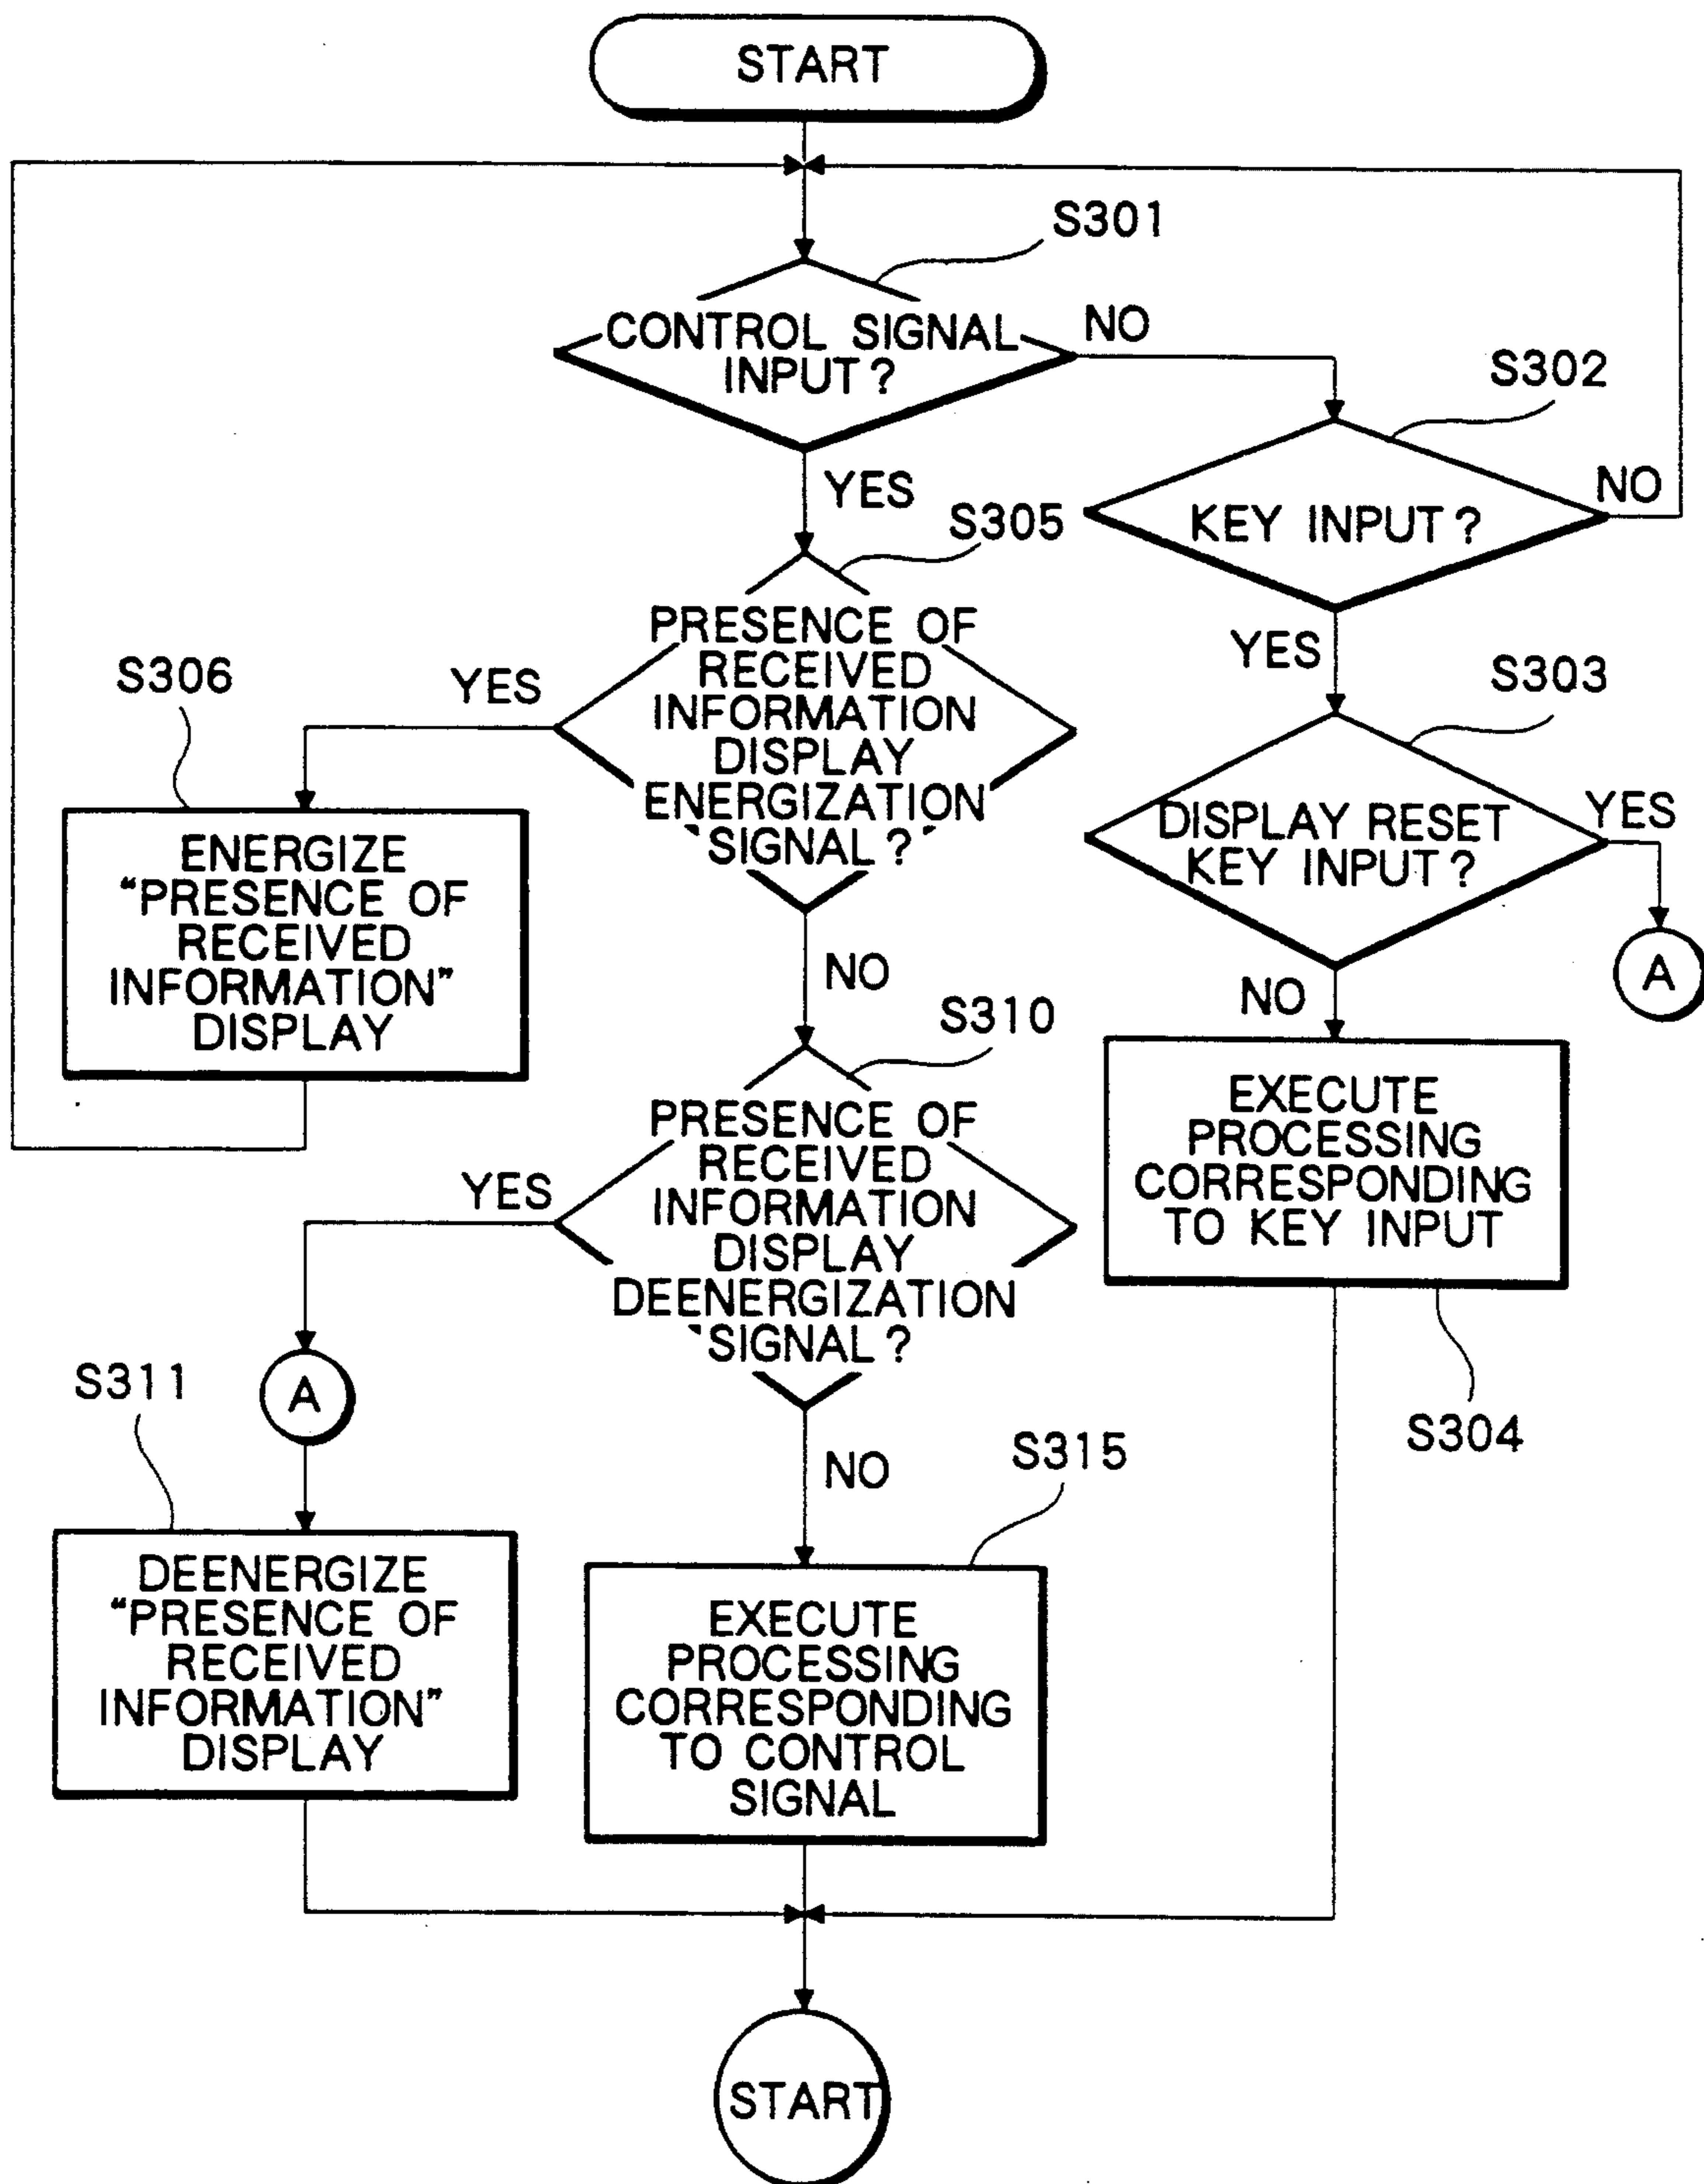 START
S301
CONTROL SIGNAL
INPUT?
NO
S302
KEY INPUT?
NO
YES
S305
PRESENCE OF
RECEIVED
INFORMATION
DISPLAY
ENERGIZATION
SIGNAL?
YES
S306
ENERGIZE
"PRESENCE OF
RECEIVED
INFORMATION"
DISPLAY
YES
S303
DISPLAY RESET
KEY INPUT?
YES
A
NO
NO
S310
PRESENCE OF
RECEIVED
INFORMATION
DISPLAY
DEENERGIZATION
SIGNAL?
YES
EXECUTE
PROCESSING
CORRESPONDING
TO KEY INPUT
S304
A
S311
DEENERGIZE
"PRESENCE OF
RECEIVED
INFORMATION"
DISPLAY
NO
S315
EXECUTE
PROCESSING
CORRESPONDING
TO CONTROL
SIGNAL
START